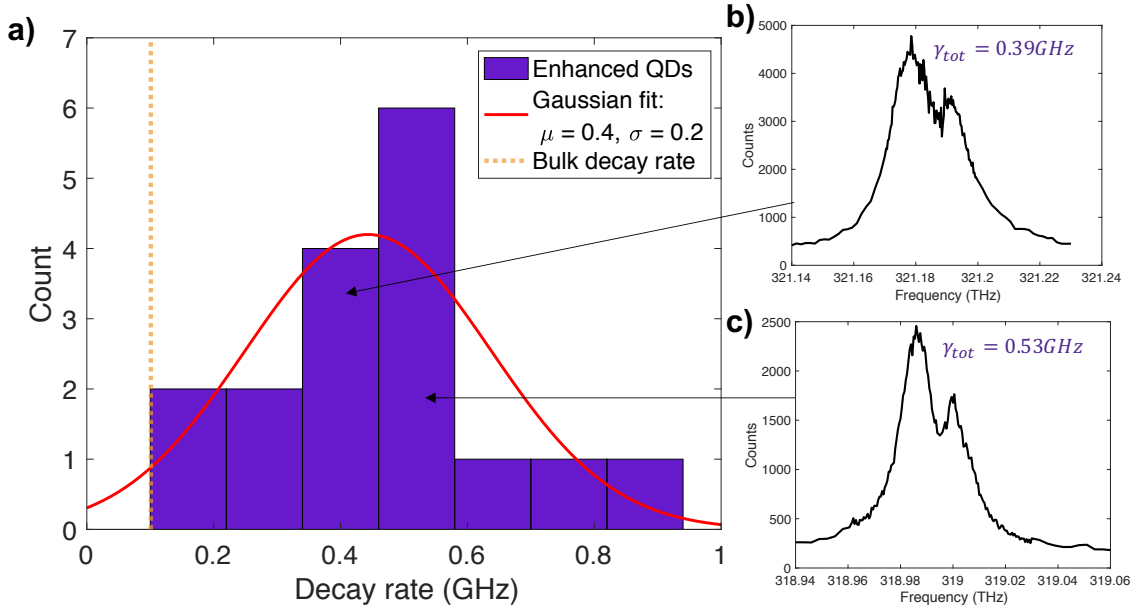 a)
7
6
5
4
3
2
1
0
Count
0 0.2 0.4 0.6 0.8 1
Decay rate (GHz)
Enhanced QDs
Gaussian fit:
μ = 0.4, σ = 0.2
Bulk decay rate
b)
5000
4000
3000
2000
1000
0
Counts
γtot = 0.39GHz
321.14 321.16 321.18 321.2 321.22 321.24
Frequency (THz)
c)
2500
2000
1500
1000
500
0
Counts
γtot = 0.53GHz
318.94 318.96 318.98 319 319.02 319.04 319.06
Frequency (THz)